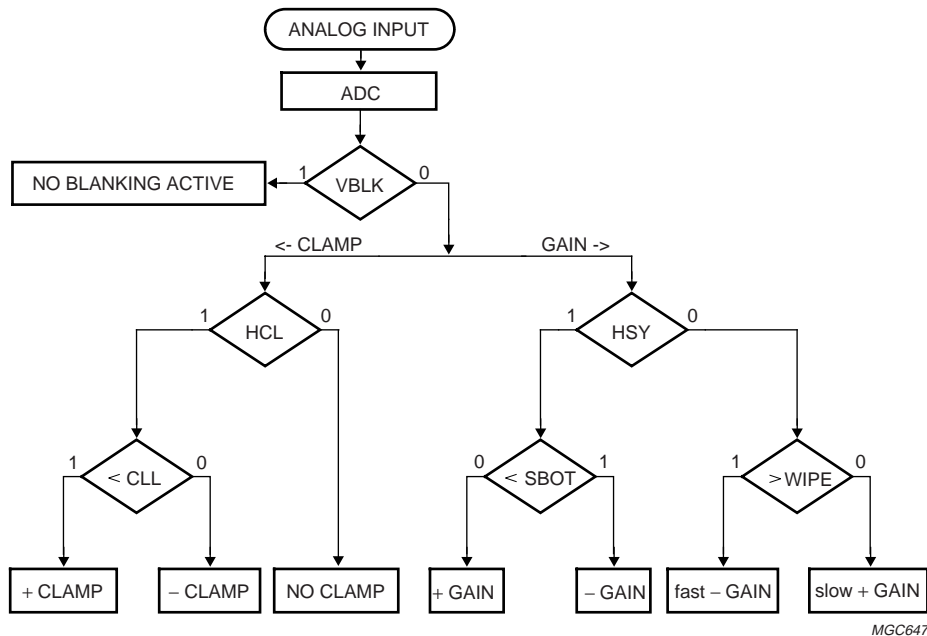 ANALOG INPUT
ADC
1 VBLK 0
NO BLANKING ACTIVE
<- CLAMP GAIN ->
1 HCL 0
1 HSY 0
1 < CLL 0
0 < SBOT 1
1 > WIPE 0
+ CLAMP
− CLAMP
NO CLAMP
+ GAIN
− GAIN
fast − GAIN
slow + GAIN
MGC647